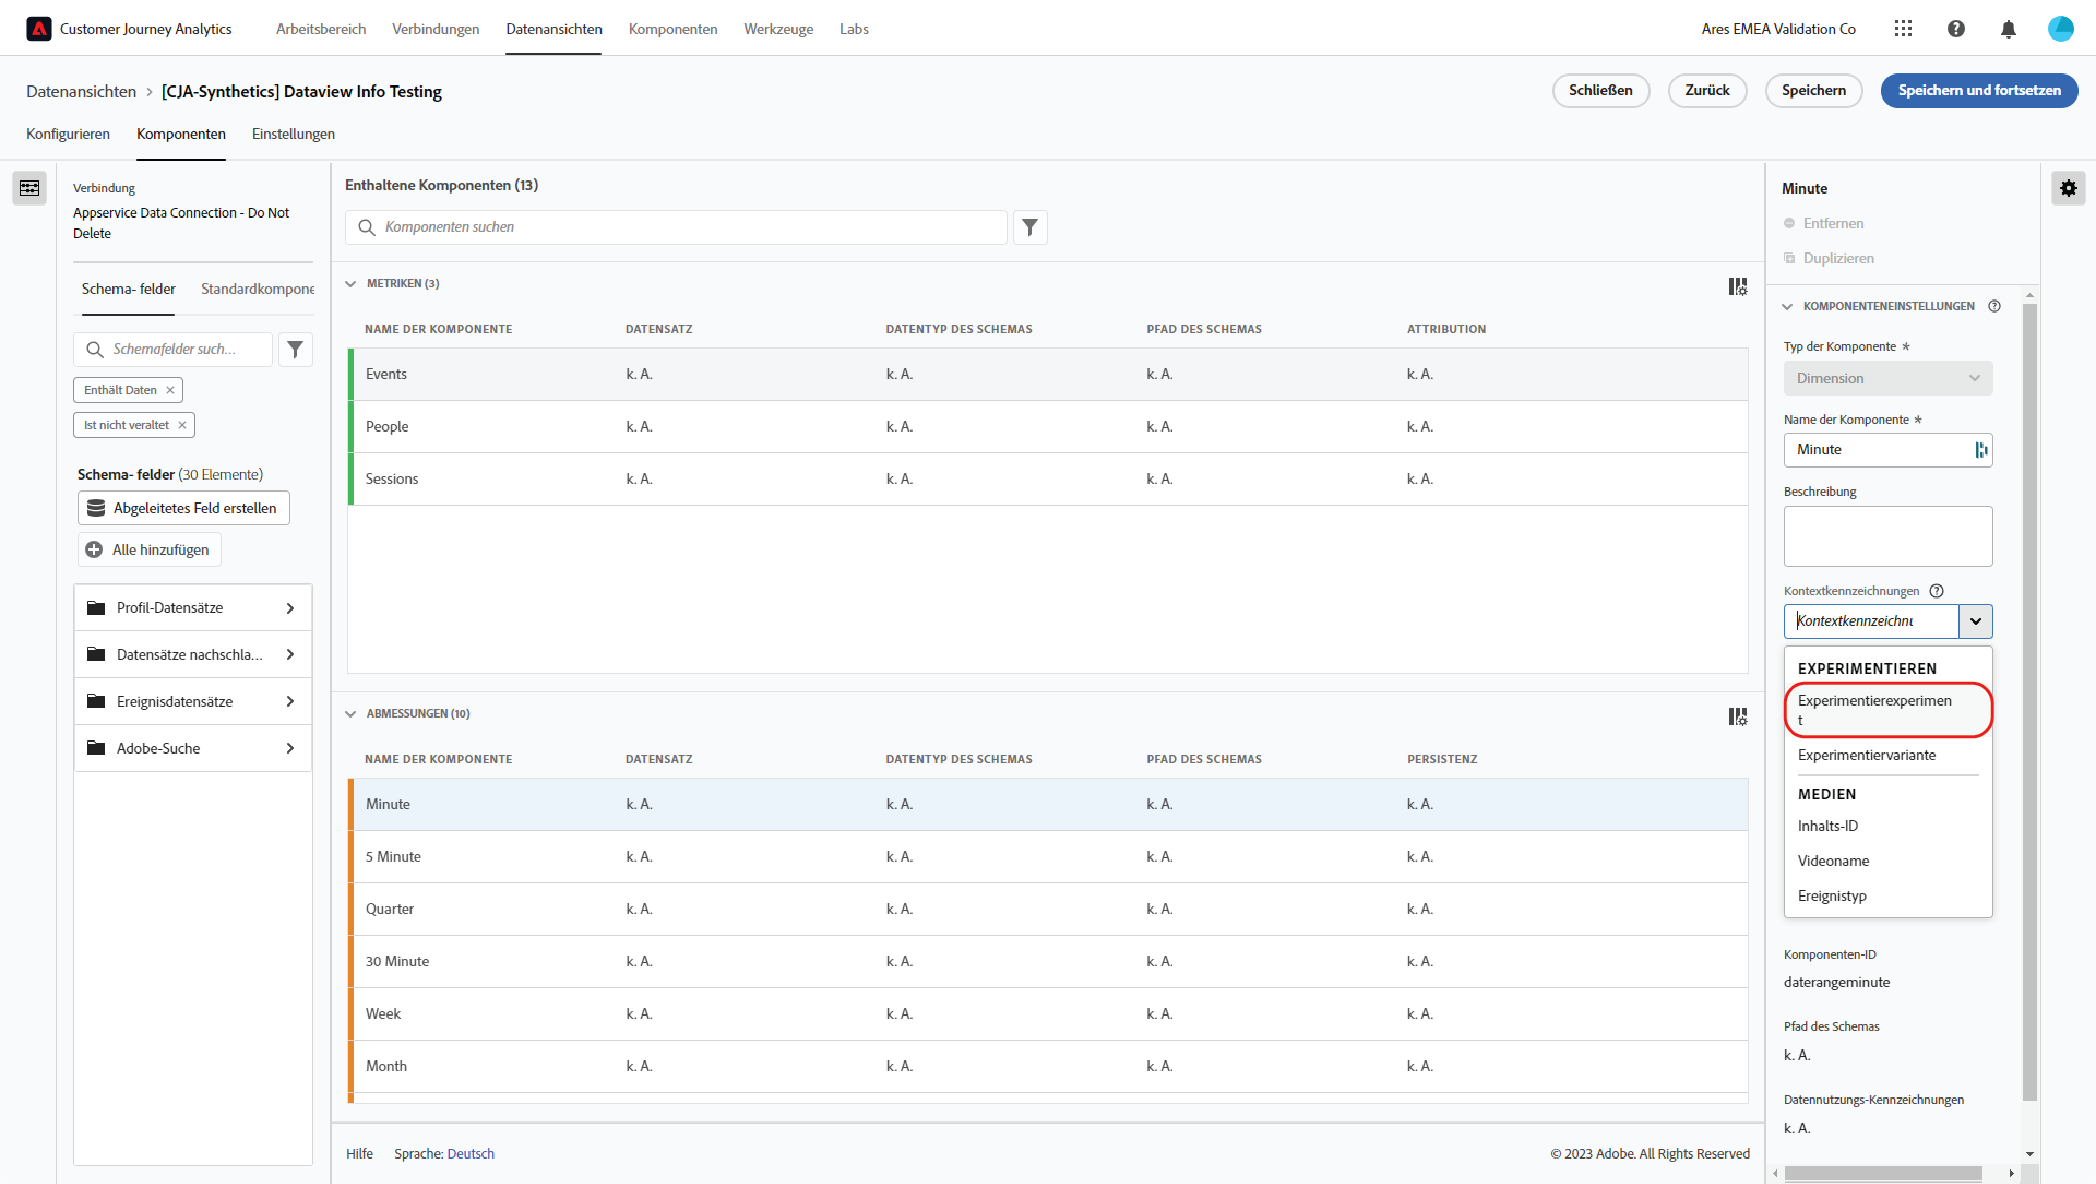 Customer Journey Analytics
Arbeitsbereich
Verbindungen
Datenansichten
Komponenten
Werkzeuge
Labs
Ares EMEA Validation Co
Datenansichten > [CJA-Synthetics] Dataview Info Testing
Schließen
Zurück
Speichern
Speichern und fortsetzen
Konfigurieren
Komponenten
Einstellungen
Verbindung
Appservice Data Connection - Do Not
Delete
Schema- felder
Standardkompone
Schemafelder such...
Enthält Daten
Ist nicht veraltet
Schema- felder (30 Elemente)
Abgeleitetes Feld erstellen
Alle hinzufügen
Profil-Datensätze
Datensätze nachschla...
Ereignisdatensätze
Adobe-Suche
Enthaltene Komponenten (13)
Komponenten suchen
METRIKEN (3)
NAME DER KOMPONENTE DATENSATZ DATENTYP DES SCHEMAS PFAD DES SCHEMAS ATTRIBUTION
Events k. A. k. A. k. A. k. A.
People k. A. k. A. k. A. k. A.
Sessions k. A. k. A. k. A. k. A.
ABMESSUNGEN (10)
NAME DER KOMPONENTE DATENSATZ DATENTYP DES SCHEMAS PFAD DES SCHEMAS PERSISTENZ
Minute k. A. k. A. k. A. k. A.
5 Minute k. A. k. A. k. A. k. A.
Quarter k. A. k. A. k. A. k. A.
30 Minute k. A. k. A. k. A. k. A.
Week k. A. k. A. k. A. k. A.
Month k. A. k. A. k. A. k. A.
Hilfe
Sprache: Deutsch
© 2023 Adobe. All Rights Reserved
Minute
Entfernen
Duplizieren
KOMPONENTENEINSTELLUNGEN
Typ der Komponente *
Dimension
Name der Komponente *
Minute
Beschreibung
Kontextkennzeichnungen
Kontextkennzeichnu
EXPERIMENTIEREN
Experimentierexperimen
t
Experimentiervariante
MEDIEN
Inhalts-ID
Videoname
Ereignistyp
Komponenten-ID
daterangeminute
Pfad des Schemas
k. A.
Datennutzungs-Kennzeichnungen
k. A.